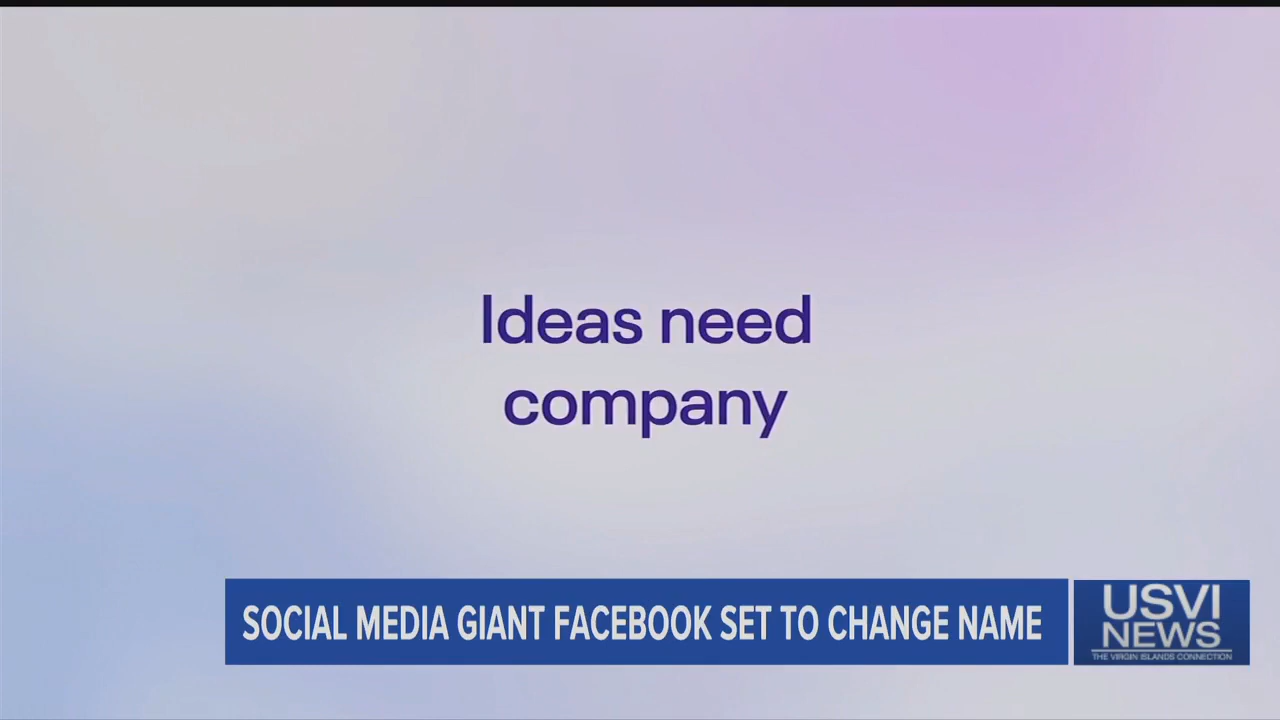 Ideas need
company
SOCIAL MEDIA GIANT FACEBOOK SET TO CHANGE NAME
USVI
NEWS
THE VIRGIN ISLANDS CONNECTION